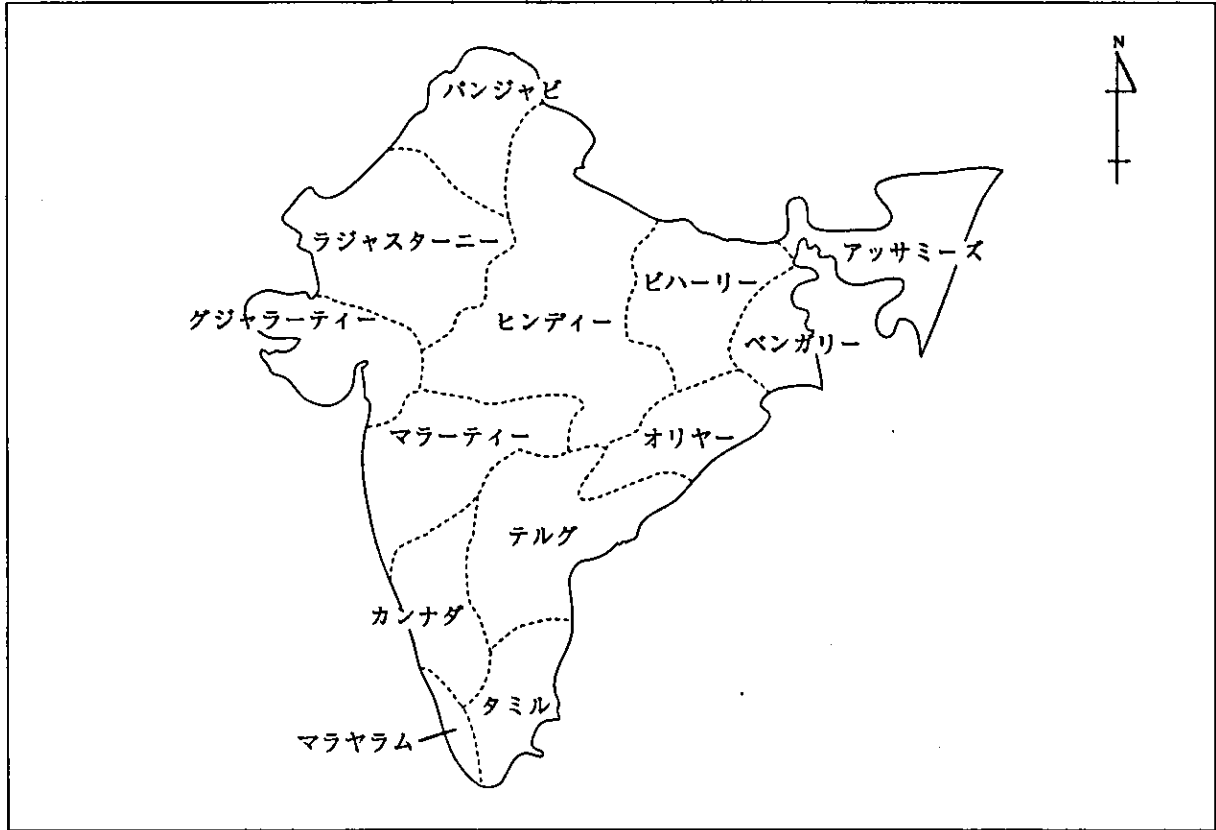 N
パンジャビ
ラジャスターニー
アッサミーズ
ビハーリー
グジャラーティー
ヒンディー
ベンガリー
マラーティー
オリヤー
テルグ
カンナダ
タミル
マラヤラム